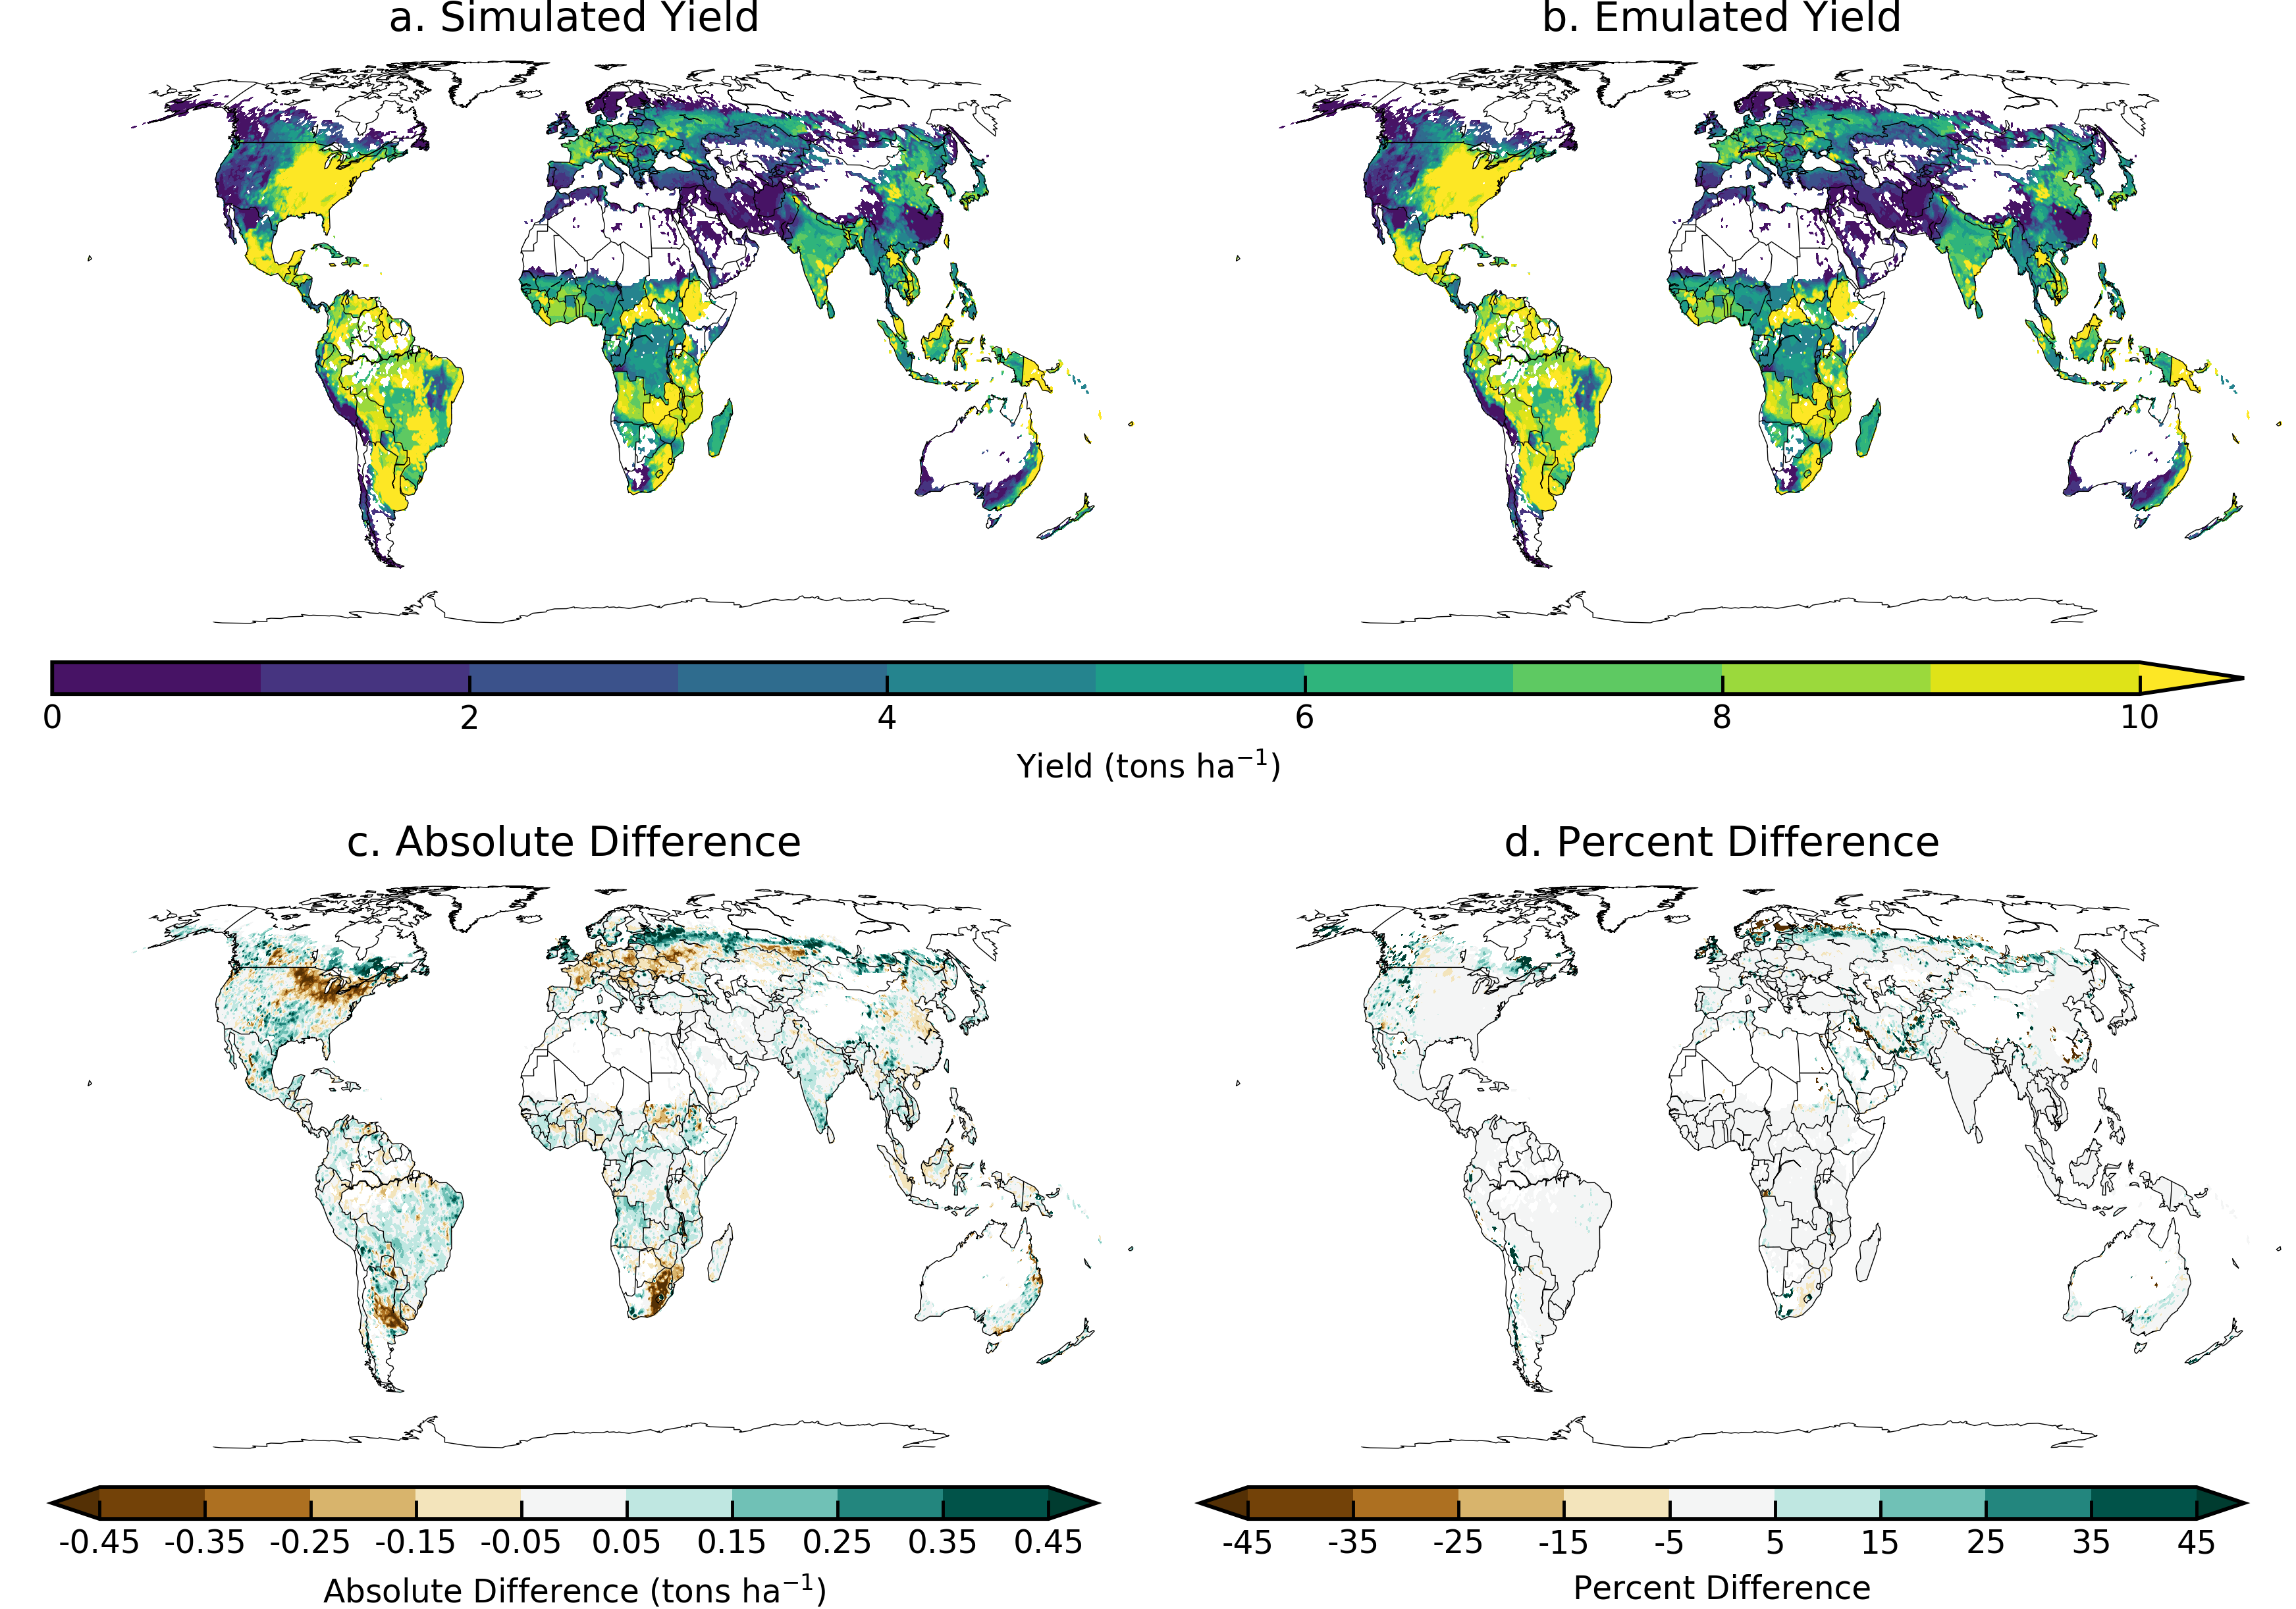 a. Simulated Yield
b. Emulated Yield
0 2 4 6 8 10
Yield (tons ha⁻¹)
c. Absolute Difference
d. Percent Difference
-0.45 -0.35 -0.25 -0.15 -0.05 0.05 0.15 0.25 0.35 0.45
Absolute Difference (tons ha⁻¹)
-45 -35 -25 -15 -5 5 15 25 35 45
Percent Difference